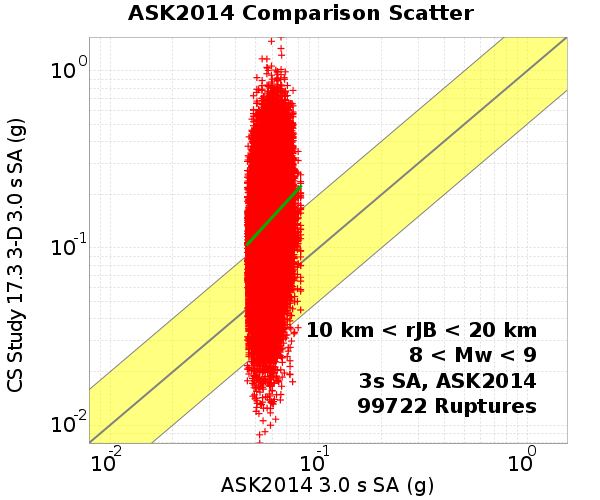 ASK2014 Comparison Scatter
CS Study 17.3 3-D 3.0 s SA (g)
10⁰
10⁻¹
10⁻²
10 km < rJB < 20 km
8 < Mw < 9
3s SA, ASK2014
99722 Ruptures
10⁻² 10⁻¹ 10⁰
ASK2014 3.0 s SA (g)